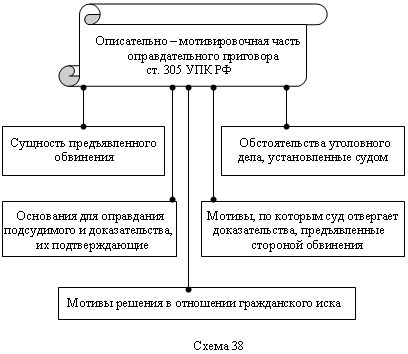 Описательно – мотивировочная часть
оправдательного приговора
ст. 305 УПК РФ
Сущность предъявленного
обвинения
Обстоятельства уголовного
дела, установленные судом
Основания для оправдания
подсудимого и доказательства,
их подтверждающие
Мотивы, по которым суд отвергает
доказательства, предъявленные
стороной обвинения
Мотивы решения в отношении гражданского иска
Схема 38